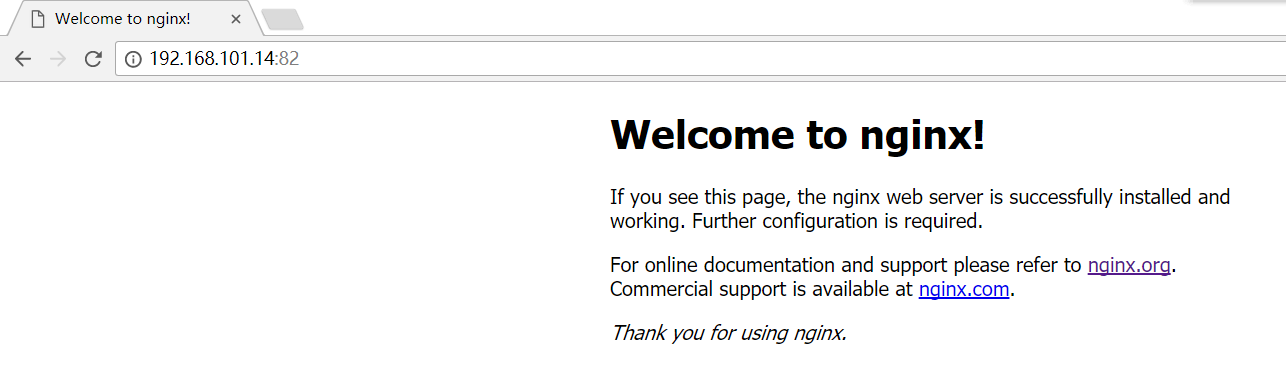 Welcome to nginx!
192.168.101.14:82
Welcome to nginx!
If you see this page, the nginx web server is successfully installed and
working. Further configuration is required.
For online documentation and support please refer to nginx.org.
Commercial support is available at nginx.com.
Thank you for using nginx.